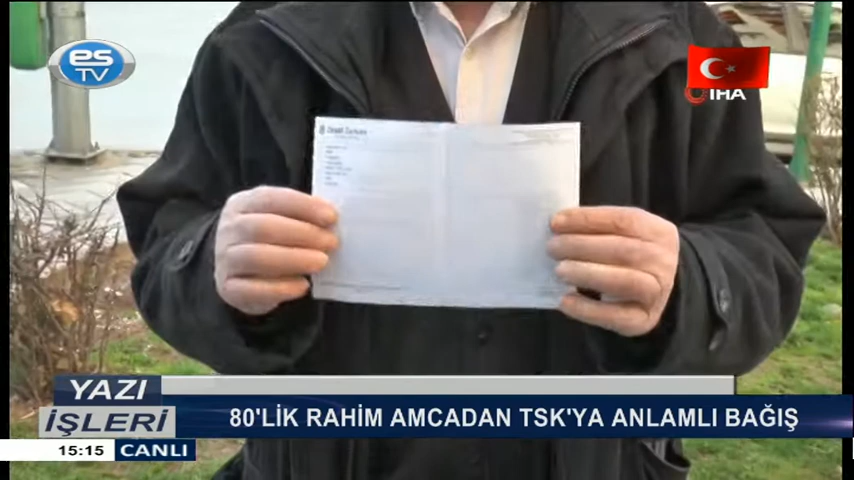 es
TV
İHA
YAZI
İŞLERİ
80'LİK RAHİM AMCADAN TSK'YA ANLAMLI BAĞIŞ
15:15 CANLI